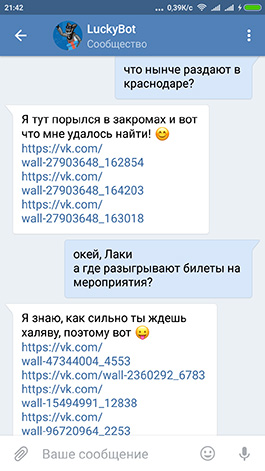 21:42
0,39K/s
LuckyBot
Сообщество
что нынче раздают в
краснодаре?
Я тут порылся в закромах и вот
что мне удалось найти! 😊
https://vk.com/
wall-27903648_162854
https://vk.com/
wall-27903648_164203
https://vk.com/
wall-27903648_163018
окей, Лаки
а где разыгрывают билеты на
мероприятия?
Я знаю, как сильно ты ждешь
халяву, поэтому вот 😛
https://vk.com/
wall-47344004_4553
https://vk.com/wall-2360292_6783
https://vk.com/
wall-15494991_12838
https://vk.com/
wall-96720964_2253
Ваше сообщение